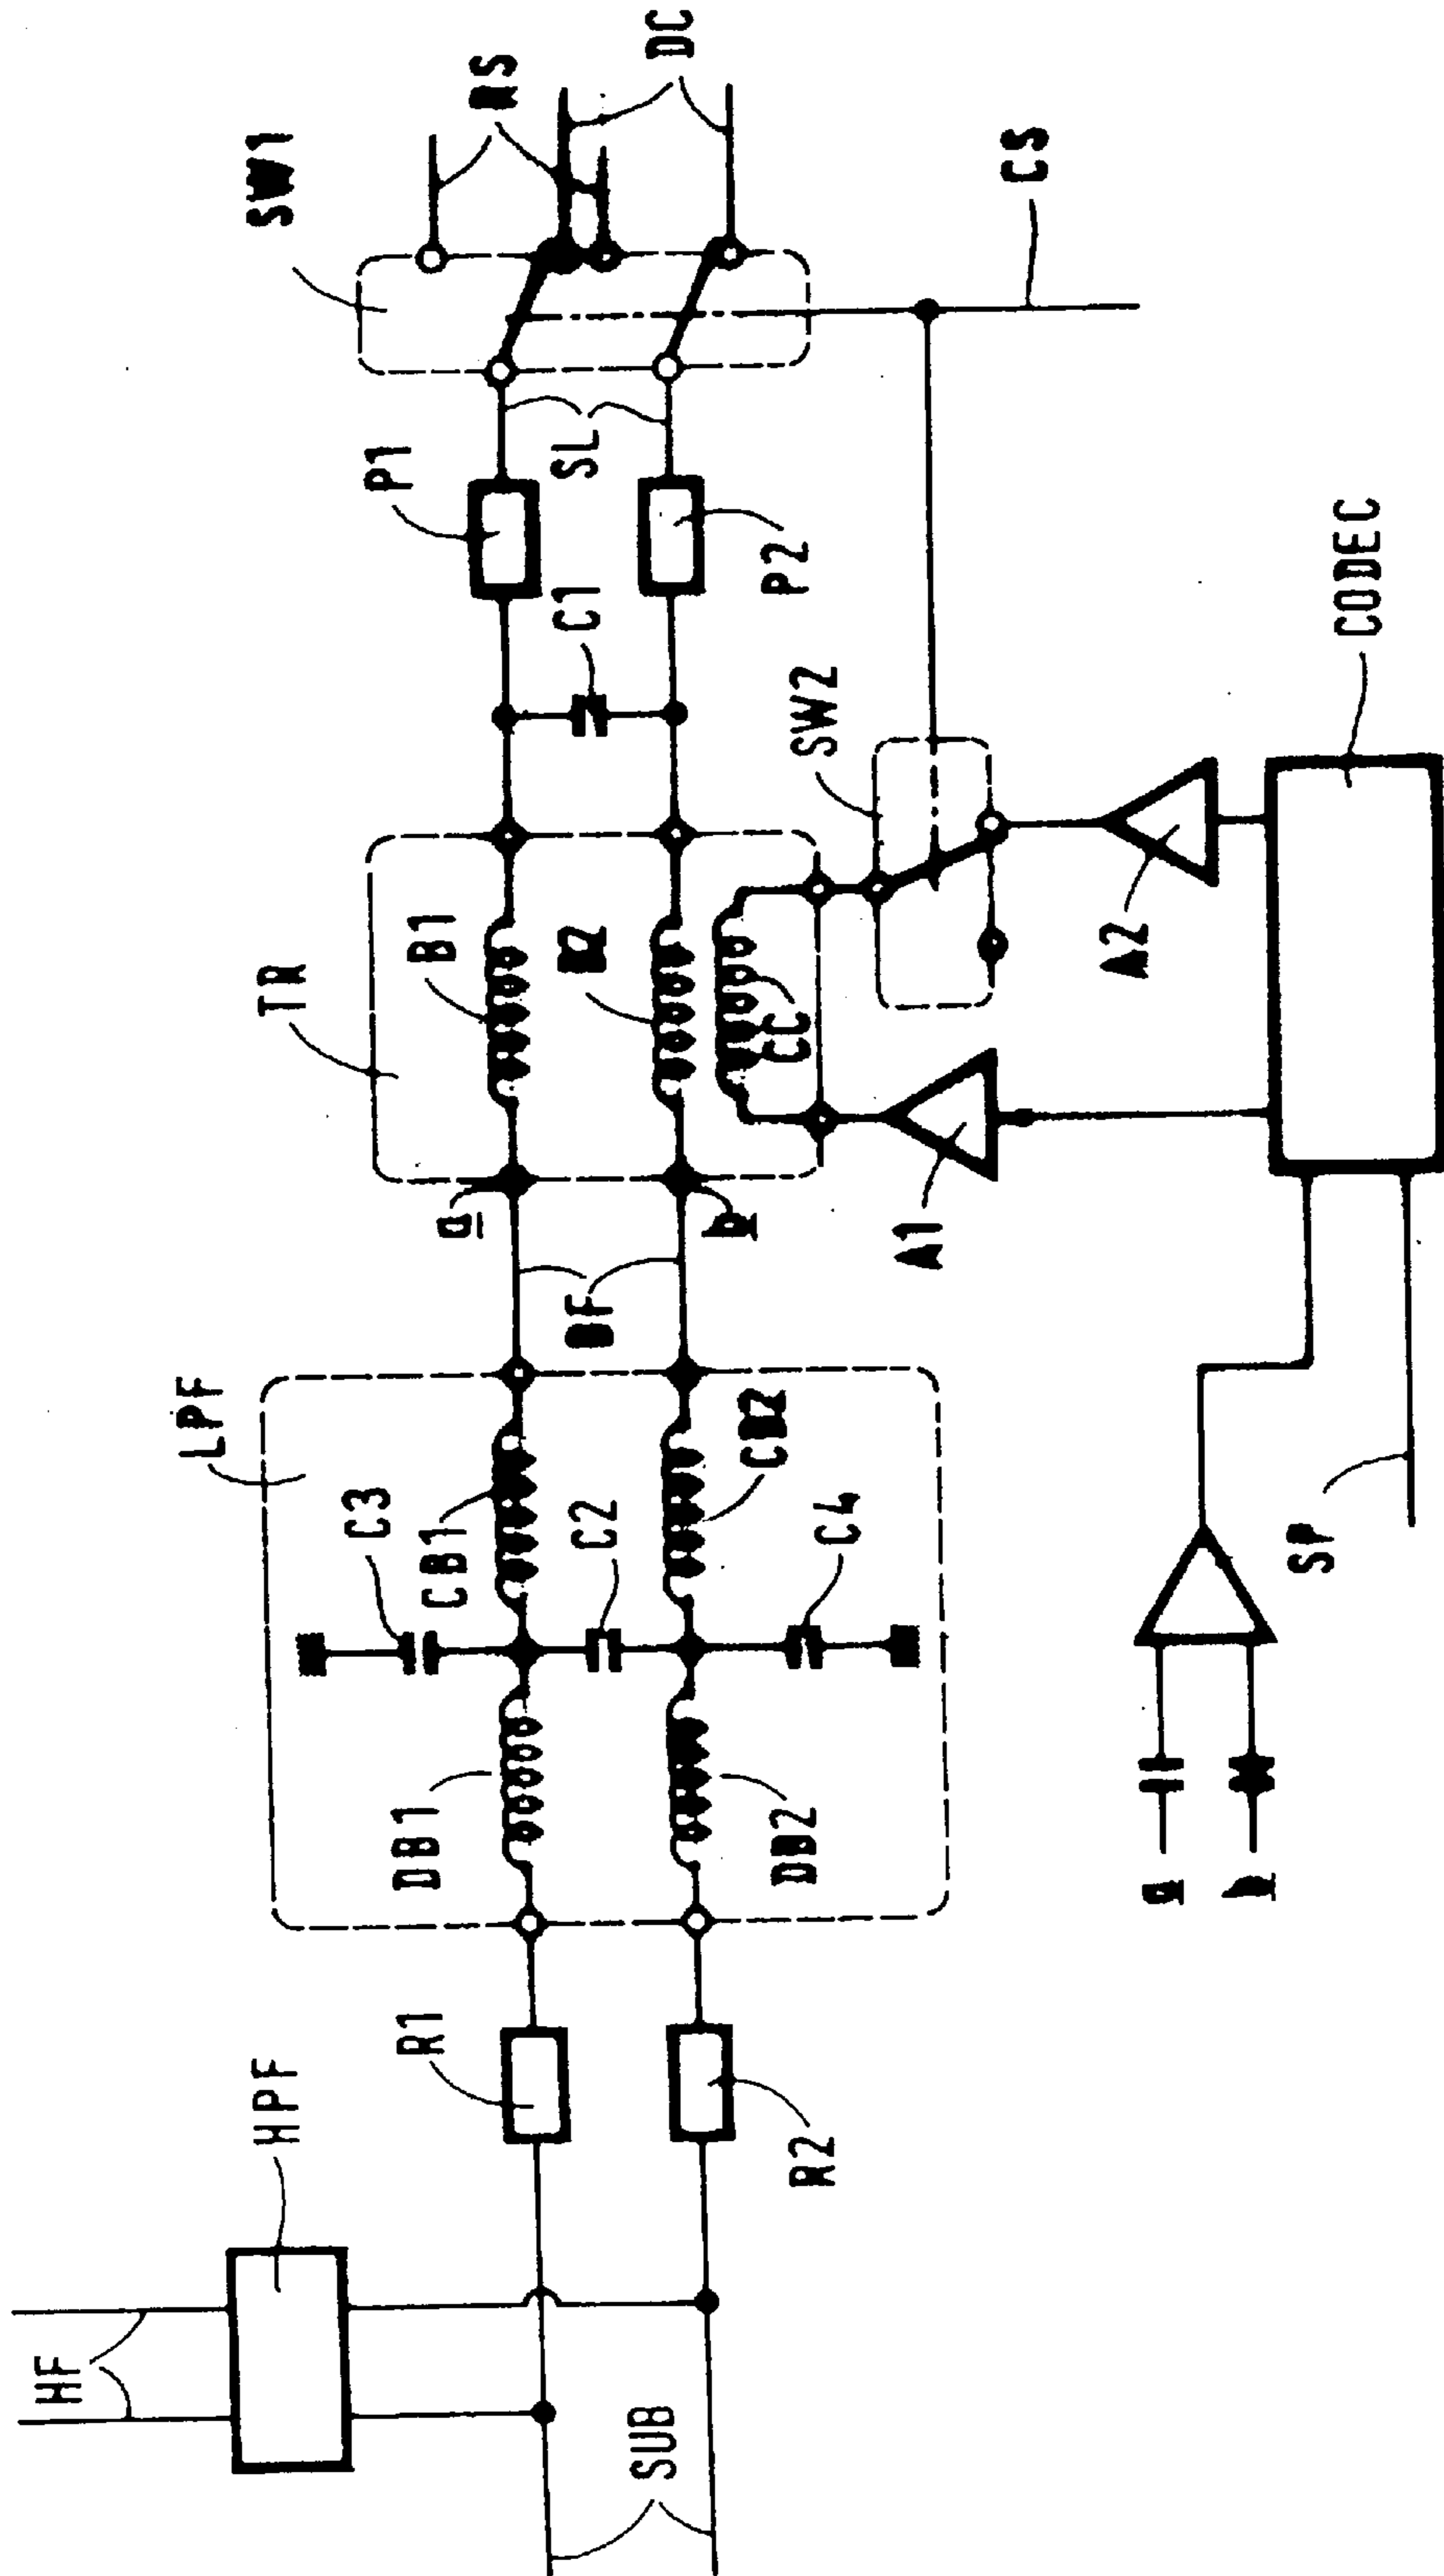 HF
HPF
SUB
R1
R2
LPF
DB1
DB2
C3
CB1
C2
CB2
C4
BF
a
b
TR
B1
B2
CC
C1
P1
P2
SL
SW1
RS
DC
CS
SW2
A1
A2
CODEC
SP
a
b